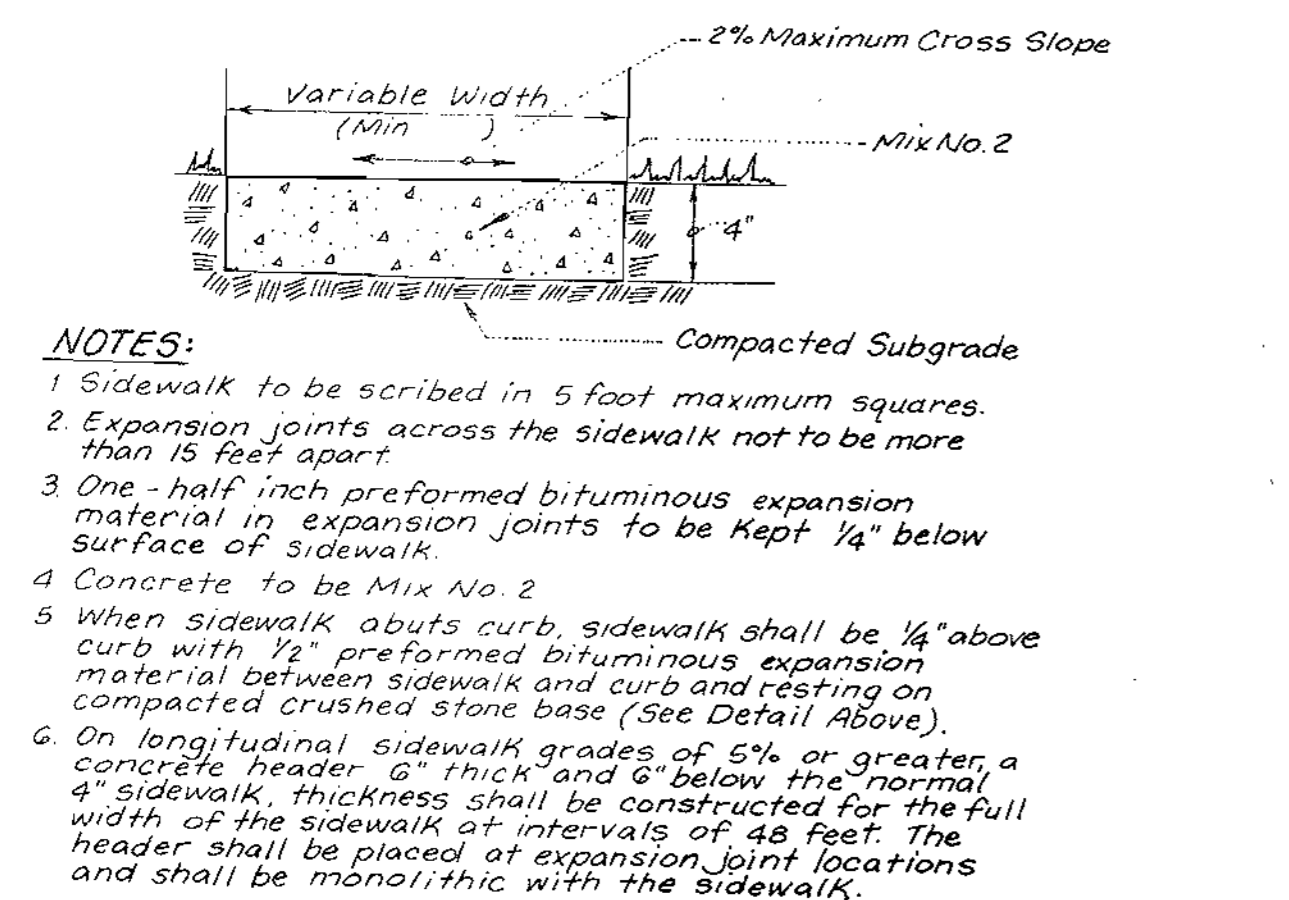 2% Maximum Cross Slope
Variable Width
(Min )
Mix No. 2
4"
Compacted Subgrade
NOTES:
1 Sidewalk to be scribed in 5 foot maximum squares.
2. Expansion joints across the sidewalk not to be more
than 15 feet apart.
3. One-half inch preformed bituminous expansion
material in expansion joints to be Kept 1/4" below
surface of sidewalk.
4 Concrete to be Mix No. 2
5 When sidewalk abuts curb, sidewalk shall be 1/4" above
curb with 1/2" preformed bituminous expansion
material between sidewalk and curb and resting on
compacted crushed stone base (See Detail Above).
6. On longitudinal sidewalk grades of 5% or greater, a
concrete header 6" thick and 6" below the normal
4" sidewalk, thickness shall be constructed for the full
width of the sidewalk at intervals of 48 feet. The
header shall be placed at expansion joint locations
and shall be monolithic with the sidewalk.